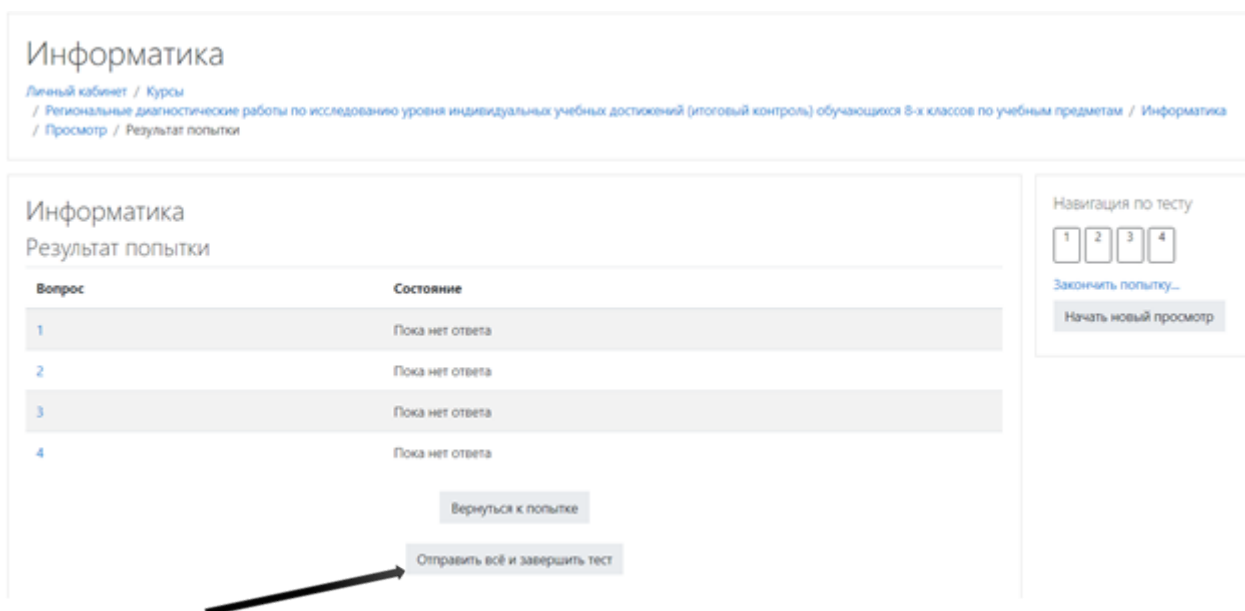 Информатика
Личный кабинет / Курсы
/ Региональные диагностические работы по исследованию уровня индивидуальных учебных достижений (итоговый контроль) обучающихся 8-х классов по учебным предметам / Информатика
/ Просмотр / Результат попытки
Информатика
Результат попытки
Вопрос Состояние
1 Пока нет ответа
2 Пока нет ответа
3 Пока нет ответа
4 Пока нет ответа
Вернуться к попытке
Отправить всё и завершить тест
Навигация по тесту
1 2 3 4
Закончить попытку...
Начать новый просмотр